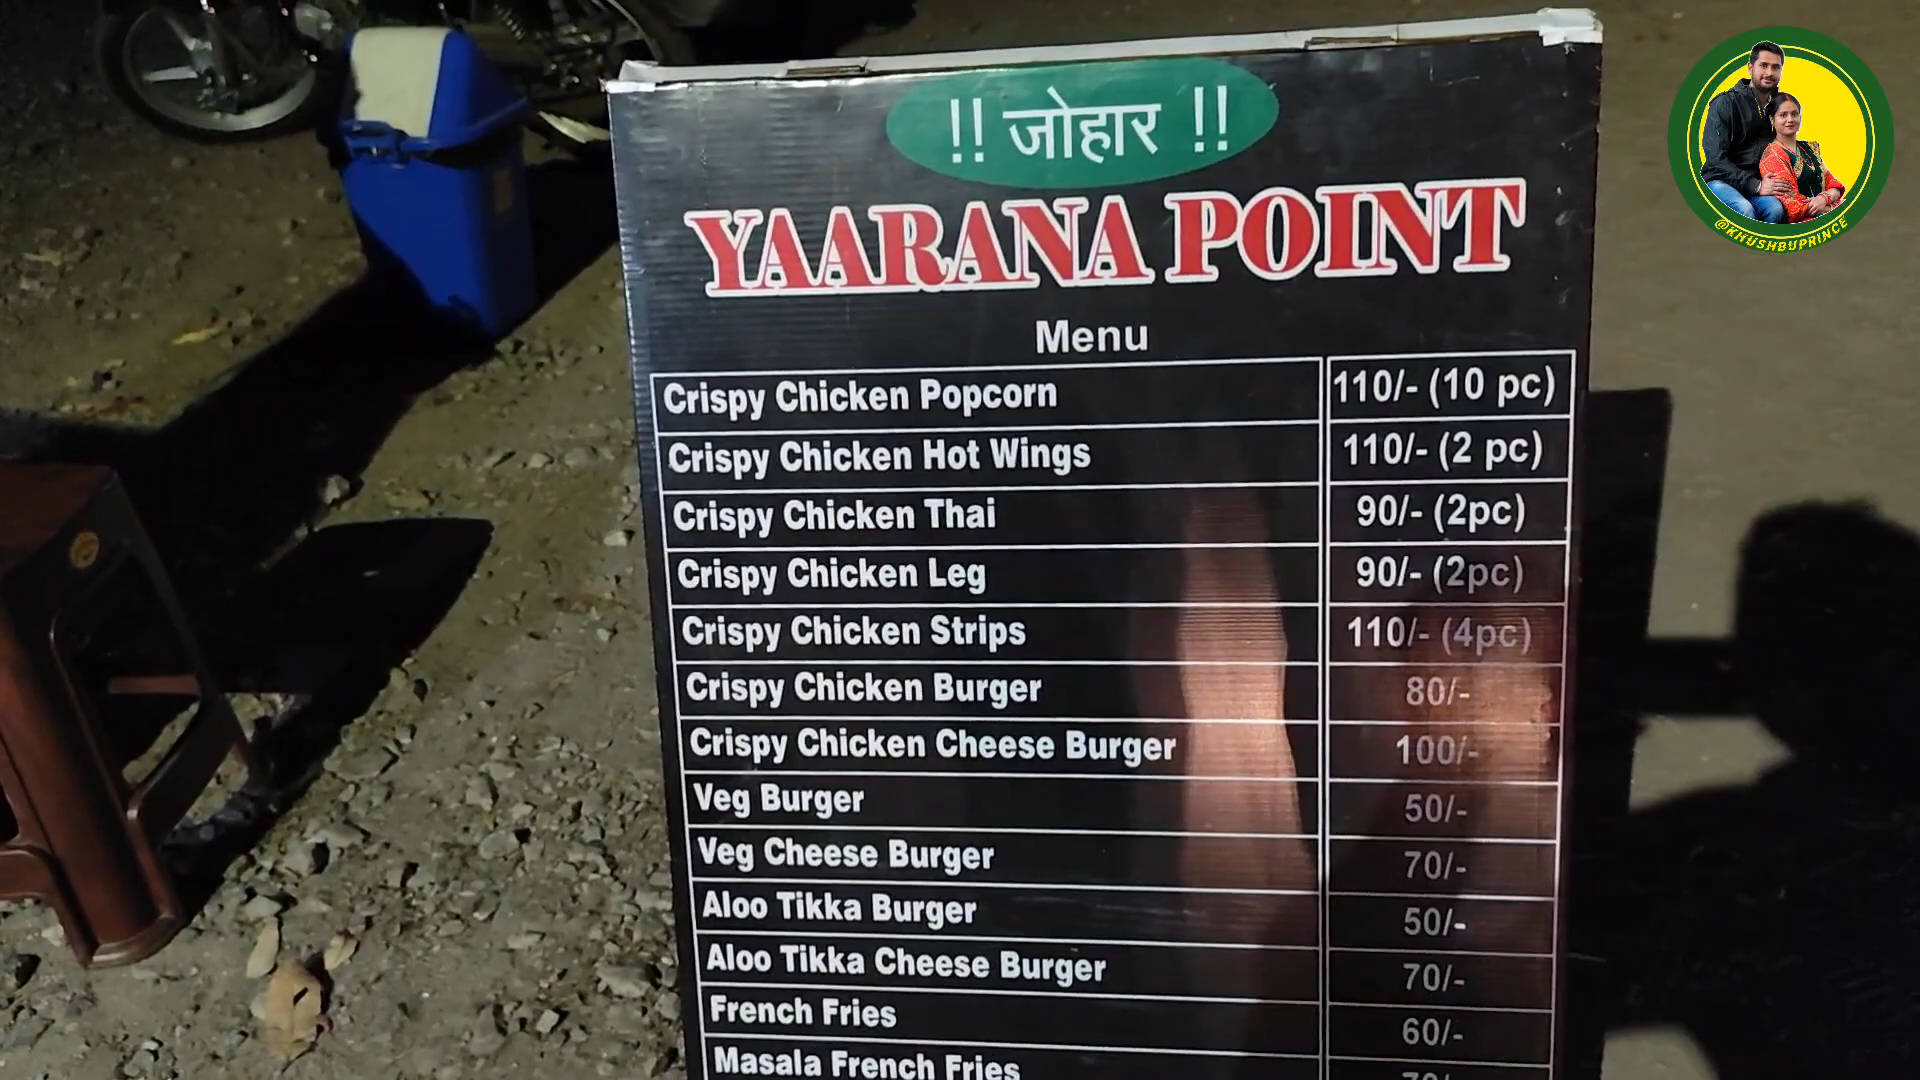 !! जोहार !!
YAARANA POINT
Menu
Crispy Chicken Popcorn 110/- (10 pc)
Crispy Chicken Hot Wings 110/- (2 pc)
Crispy Chicken Thai 90/- (2pc)
Crispy Chicken Leg 90/- (2pc)
Crispy Chicken Strips 110/- (4pc)
Crispy Chicken Burger 80/-
Crispy Chicken Cheese Burger 100/-
Veg Burger 50/-
Veg Cheese Burger 70/-
Aloo Tikka Burger 50/-
Aloo Tikka Cheese Burger 70/-
French Fries 60/-
Masala French Fries
@KHUSHBUPRINCE